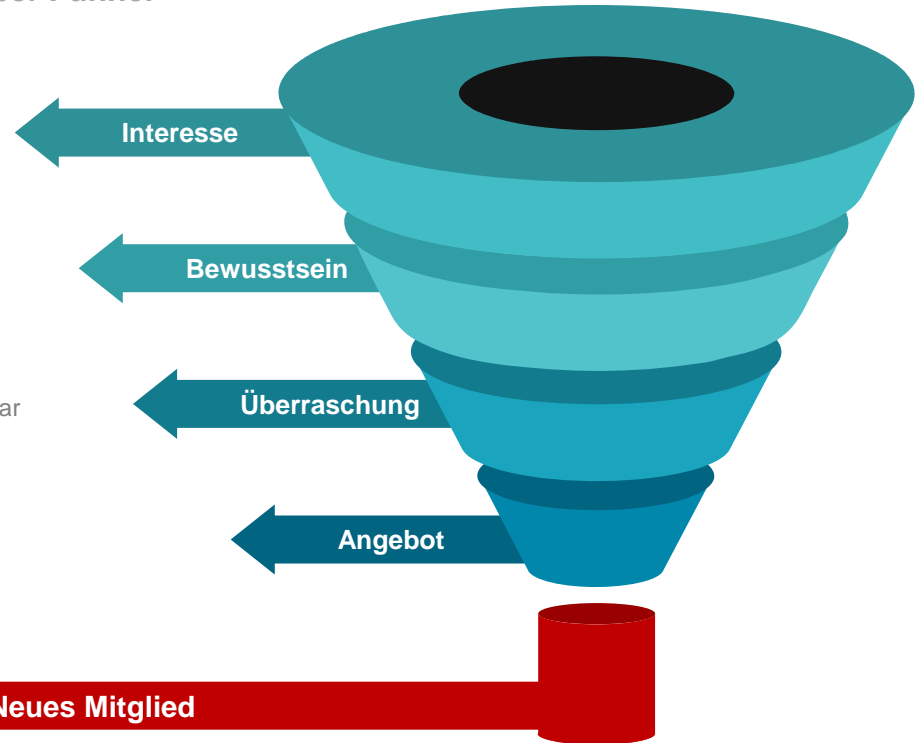 Interesse
Bewusstsein
Überraschung
Angebot
Neues Mitglied